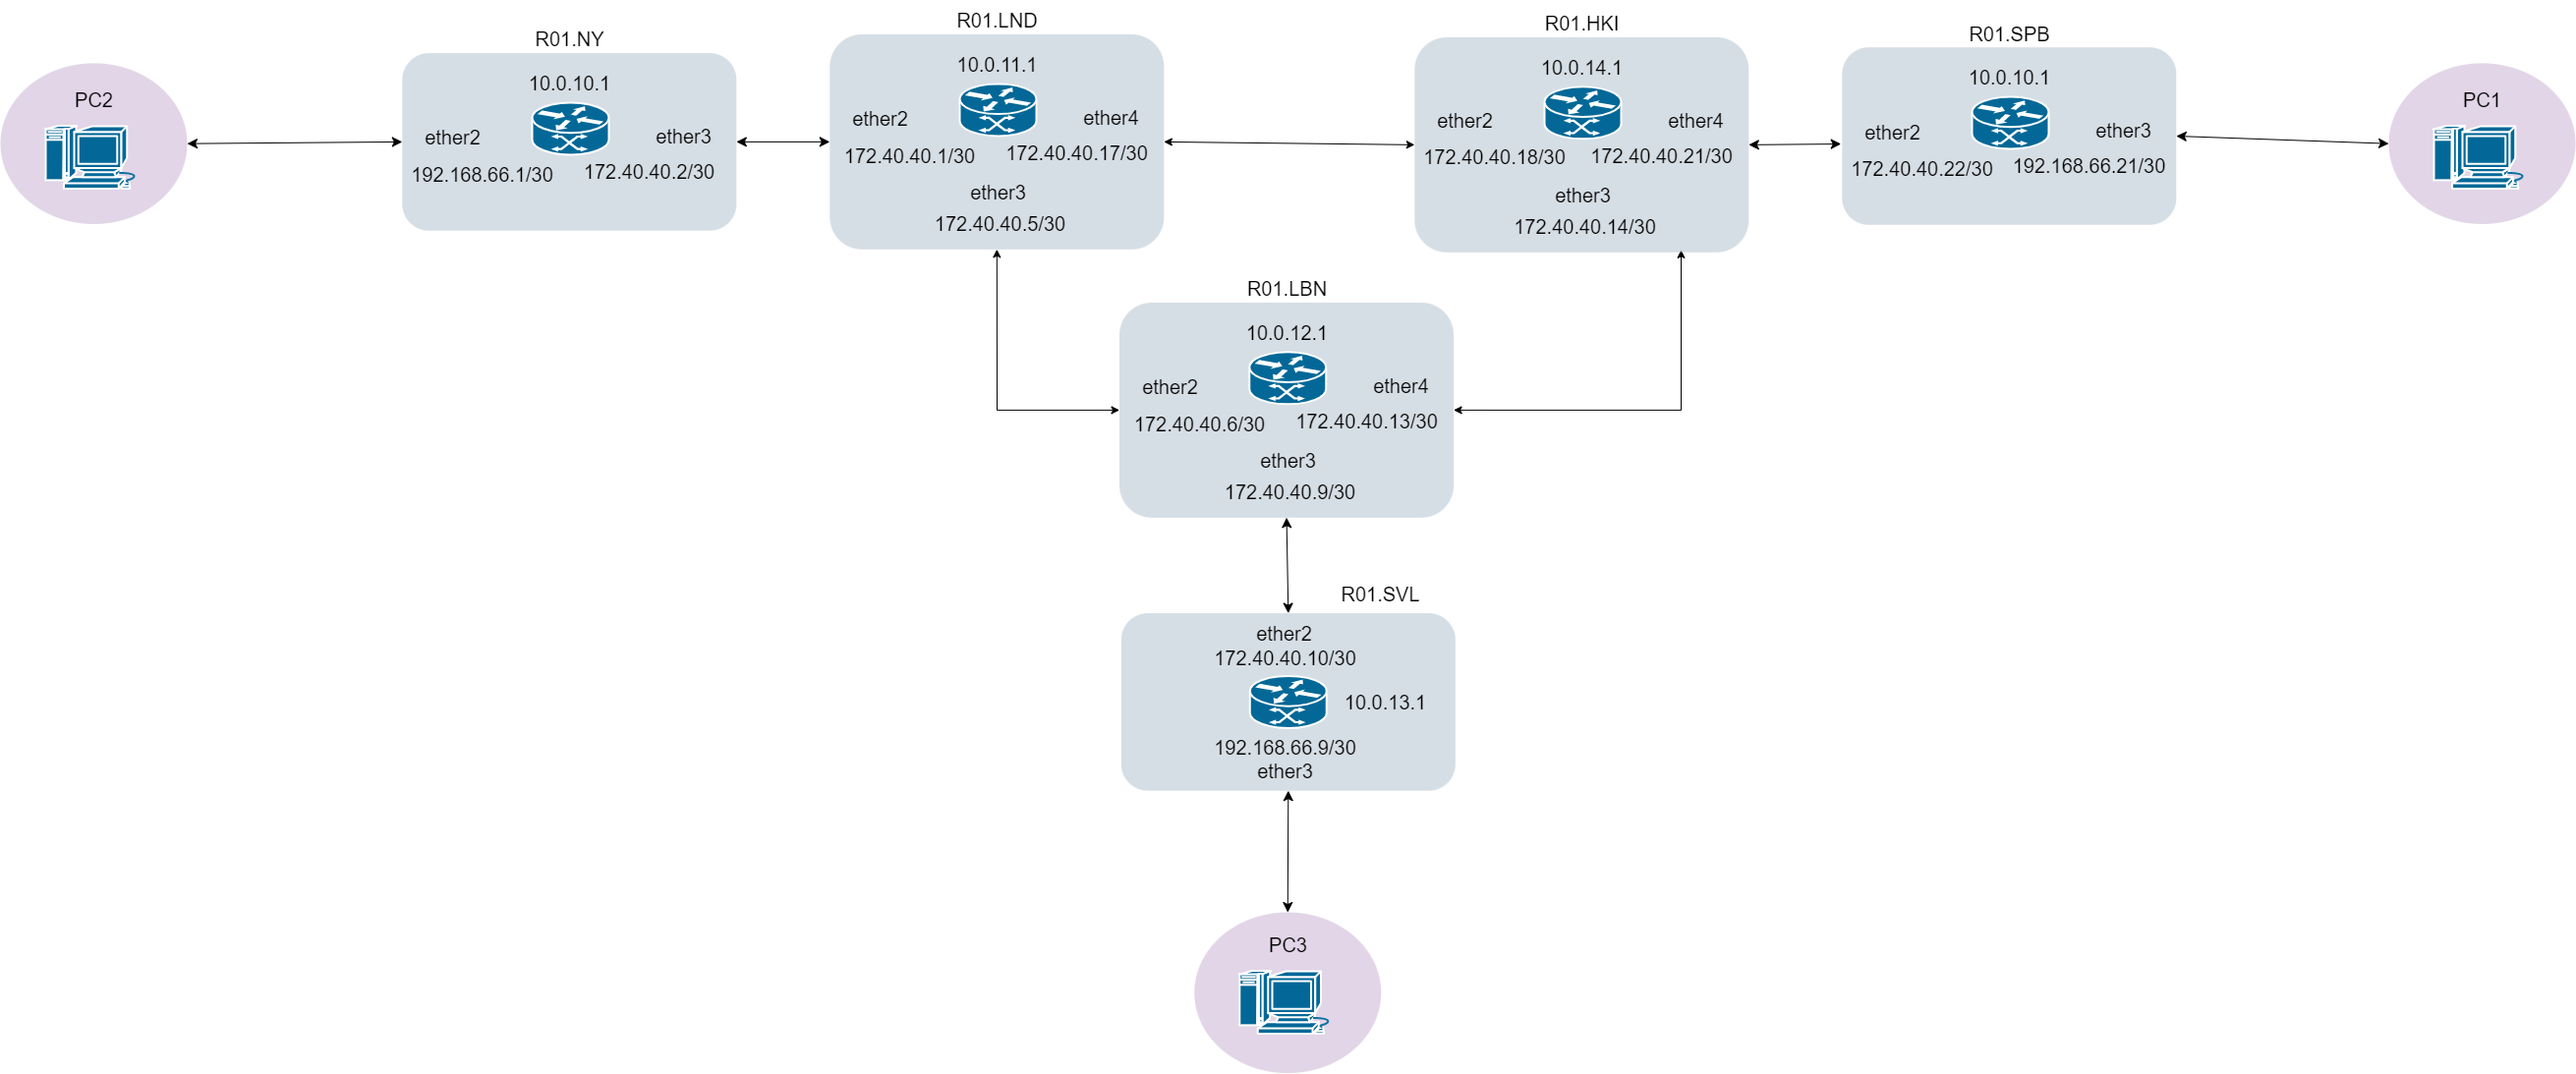 PC2
R01.NY
10.0.10.1
ether2
ether3
192.168.66.1/30
172.40.40.2/30
R01.LND
10.0.11.1
ether2
ether4
172.40.40.1/30
172.40.40.17/30
ether3
172.40.40.5/30
R01.HKI
10.0.14.1
ether2
ether4
172.40.40.18/30
172.40.40.21/30
ether3
172.40.40.14/30
R01.SPB
10.0.10.1
ether2
ether3
172.40.40.22/30
192.168.66.21/30
PC1
R01.LBN
10.0.12.1
ether2
ether4
172.40.40.6/30
172.40.40.13/30
ether3
172.40.40.9/30
R01.SVL
ether2
172.40.40.10/30
10.0.13.1
192.168.66.9/30
ether3
PC3